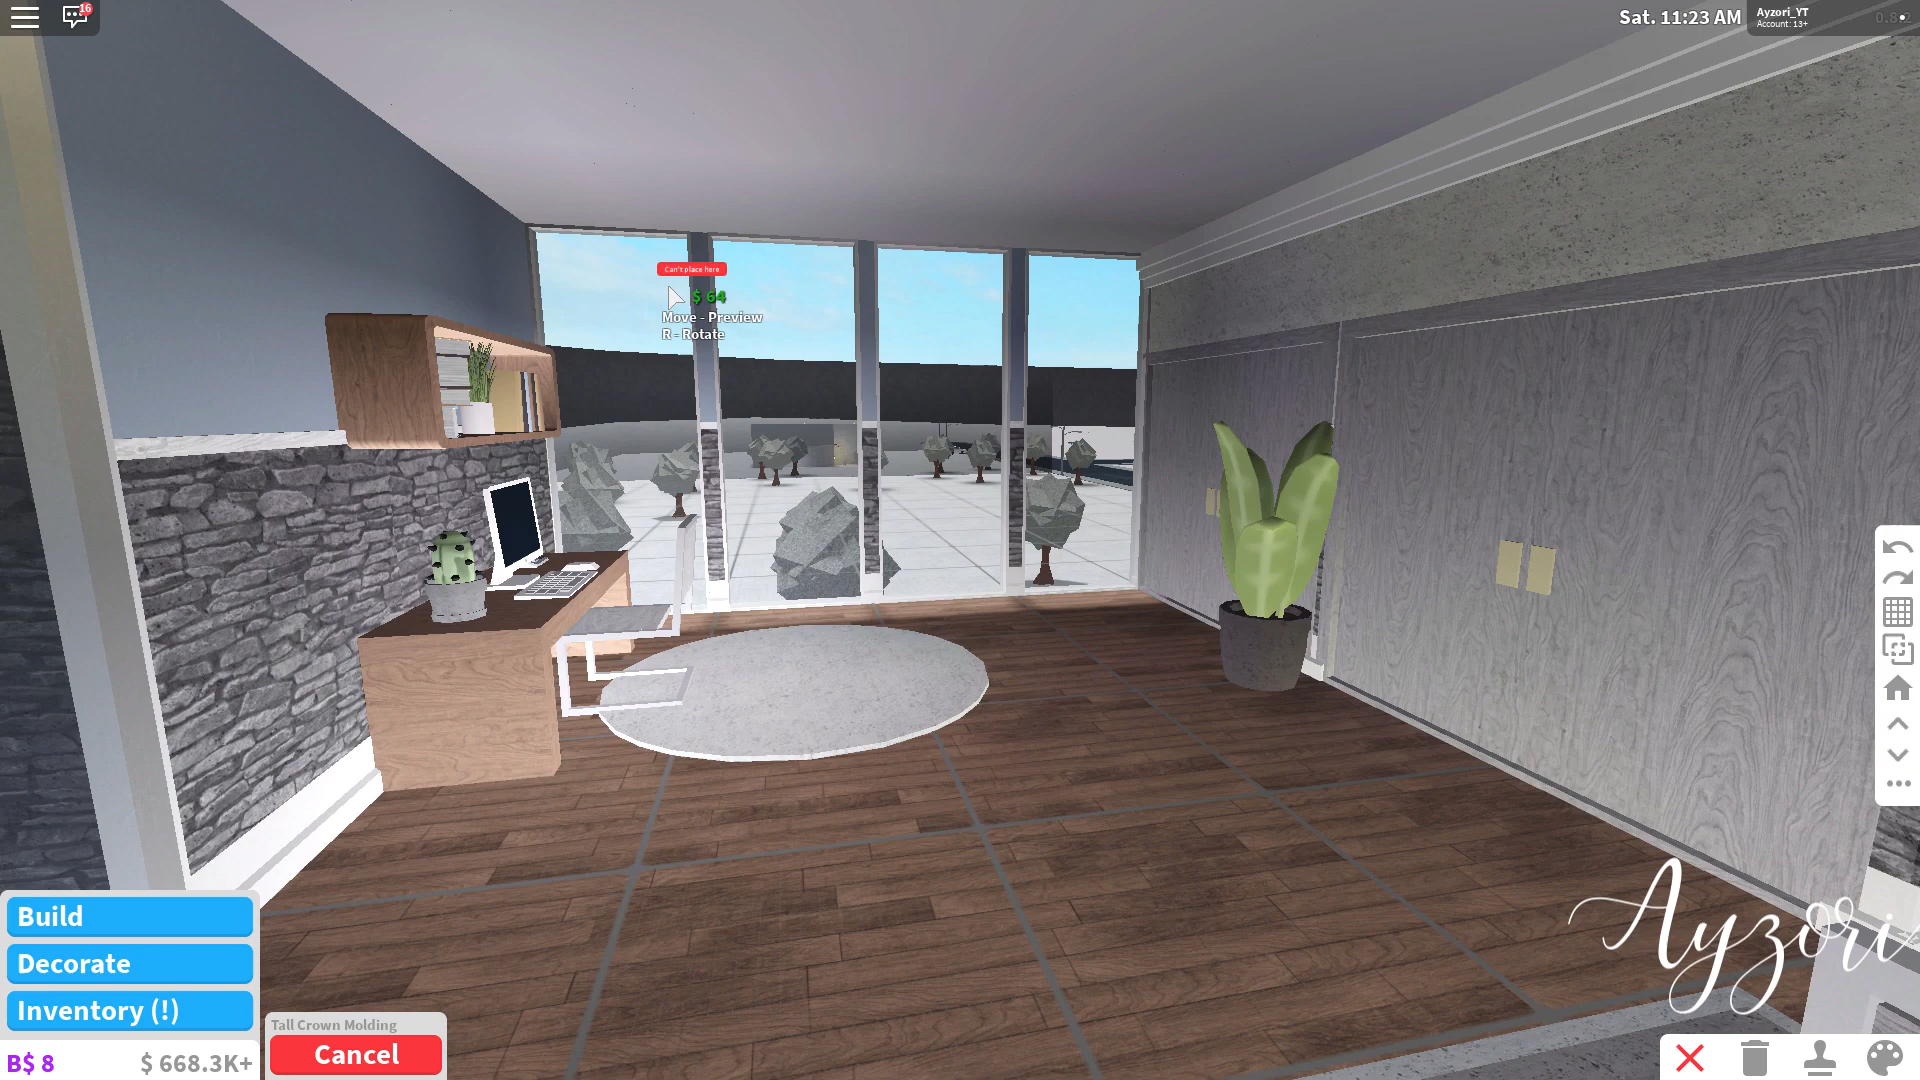 16
Sat. 11:23 AM
Ayzori_YT
Account: 13+
Can't place here
$ 64
Move - Preview
R - Rotate
Build
Decorate
Inventory (!)
Tall Crown Molding
Cancel
B$ 8
$ 668.3K+
Ayzori